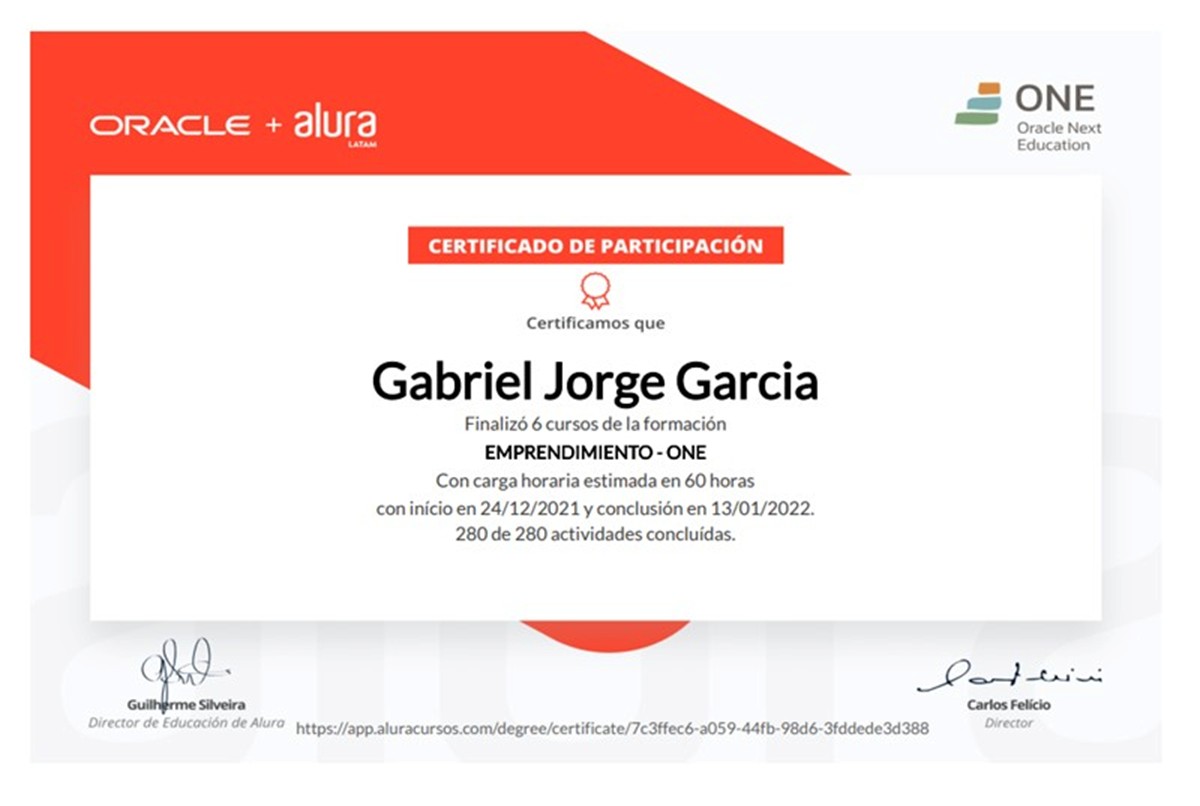 ORACLE + alura
LATAM
ONE
Oracle Next
Education
CERTIFICADO DE PARTICIPACIÓN
Certificamos que
Gabriel Jorge Garcia
Finalizó 6 cursos de la formación
EMPRENDIMIENTO - ONE
Con carga horaria estimada en 60 horas
con início en 24/12/2021 y conclusión en 13/01/2022.
280 de 280 actividades concluídas.
Guilherme Silveira
Director de Educación de Alura
https://app.aluracursos.com/degree/certificate/7c3ffec6-a059-44fb-98d6-3fddede3d388
Carlos Felício
Director